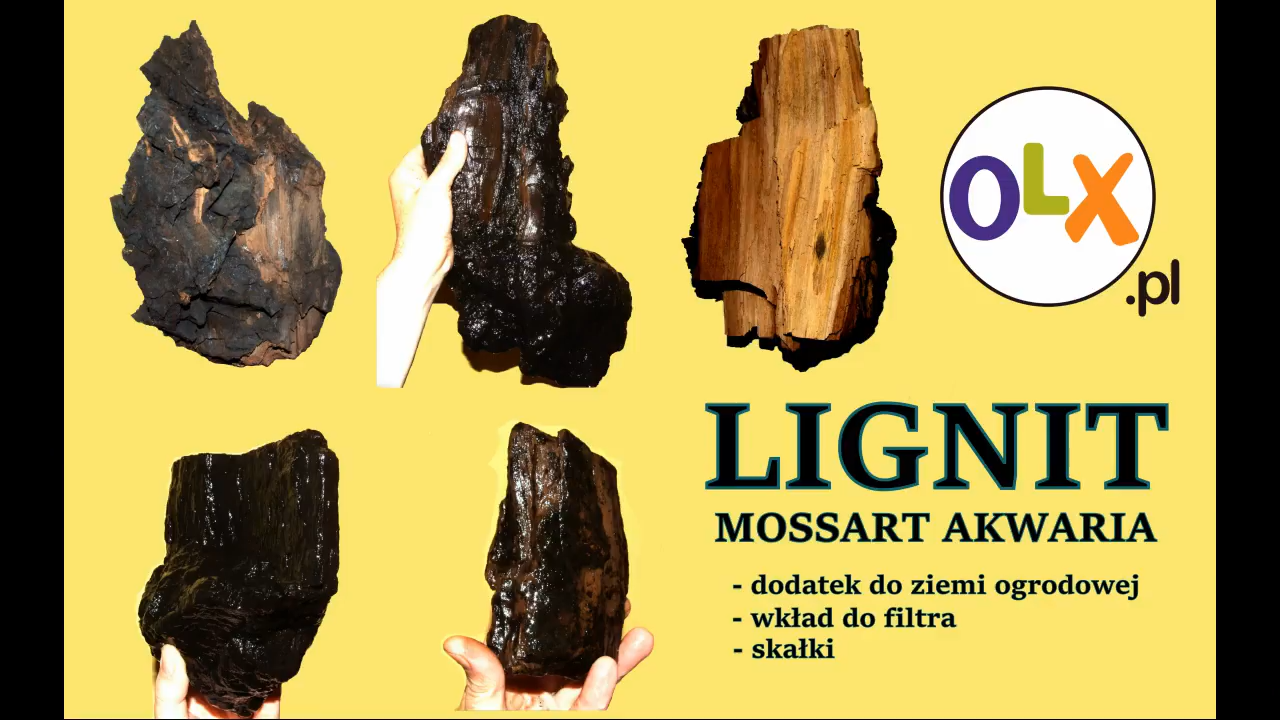 OLX
.pl
LIGNIT
MOSSART AKWARIA
- dodatek do ziemi ogrodowej
- wkład do filtra
- skałki